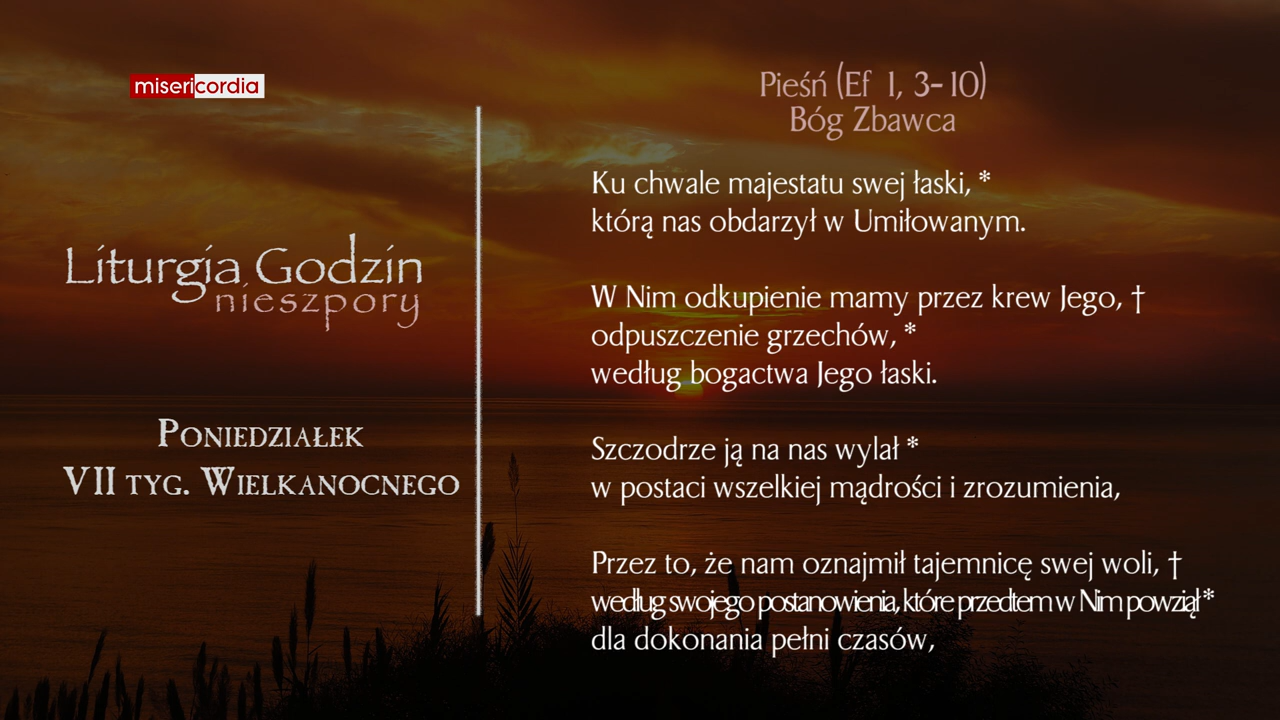 misericordia
Liturgia Godzin
nieszpory
Poniedziałek
VII tyg. Wielkanocnego
Pieśń (Ef 1, 3-10)
Bóg Zbawca
Ku chwale majestatu swej łaski, *
którą nas obdarzył w Umiłowanym.
W Nim odkupienie mamy przez krew Jego, †
odpuszczenie grzechów, *
według bogactwa Jego łaski.
Szczodrze ją na nas wylał *
w postaci wszelkiej mądrości i zrozumienia,
Przez to, że nam oznajmił tajemnicę swej woli, †
według swojego postanowienia, które przedtem w Nim powziął *
dla dokonania pełni czasów,